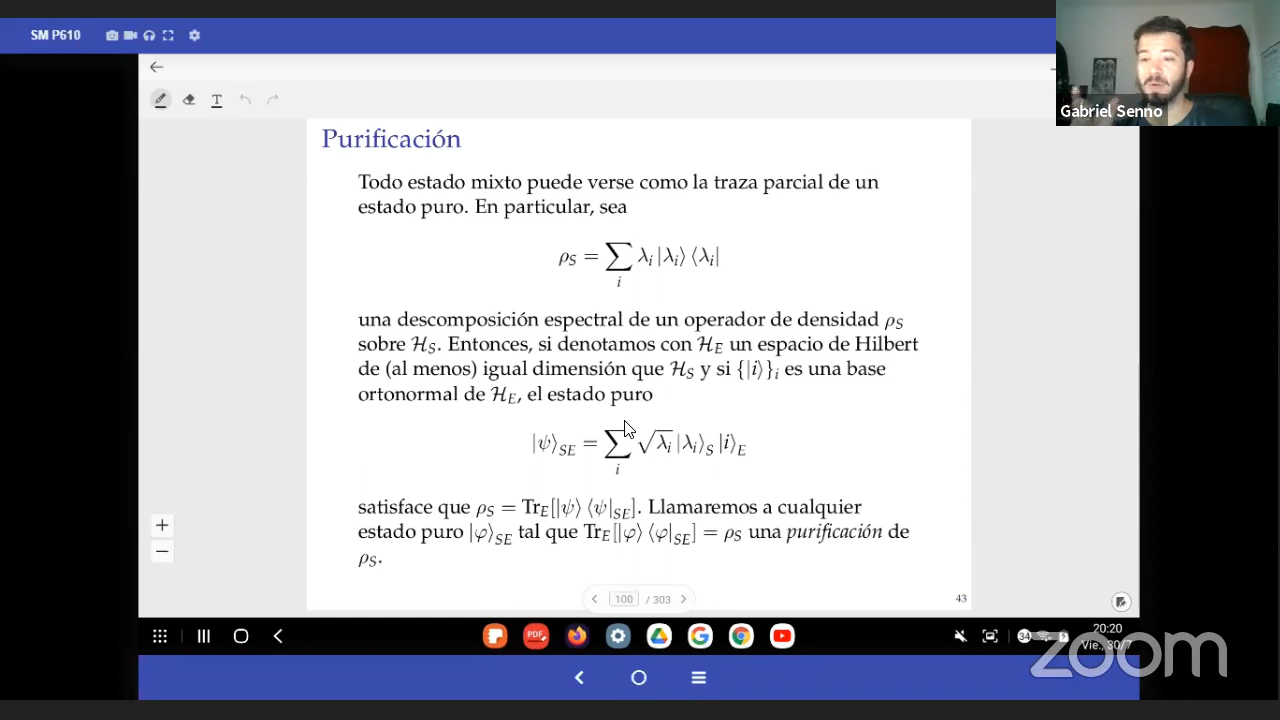 SM P610
Gabriel Senno
T
Purificación
Todo estado mixto puede verse como la traza parcial de un
estado puro. En particular, sea
ρ_S = ∑_i λ_i |λ_i⟩ ⟨λ_i|
una descomposición espectral de un operador de densidad ρ_S
sobre ℋ_S. Entonces, si denotamos con ℋ_E un espacio de Hilbert
de (al menos) igual dimensión que ℋ_S y si {|i⟩}_i es una base
ortonormal de ℋ_E, el estado puro
|ψ⟩_SE = ∑_i √λ_i |λ_i⟩_S |i⟩_E
satisface que ρ_S = Tr_E[|ψ⟩ ⟨ψ|_SE]. Llamaremos a cualquier
estado puro |φ⟩_SE tal que Tr_E[|φ⟩ ⟨φ|_SE] = ρ_S una purificación de
ρ_S.
100 / 303
43
PDF
34
20:20
Vie., 30/7
zoom